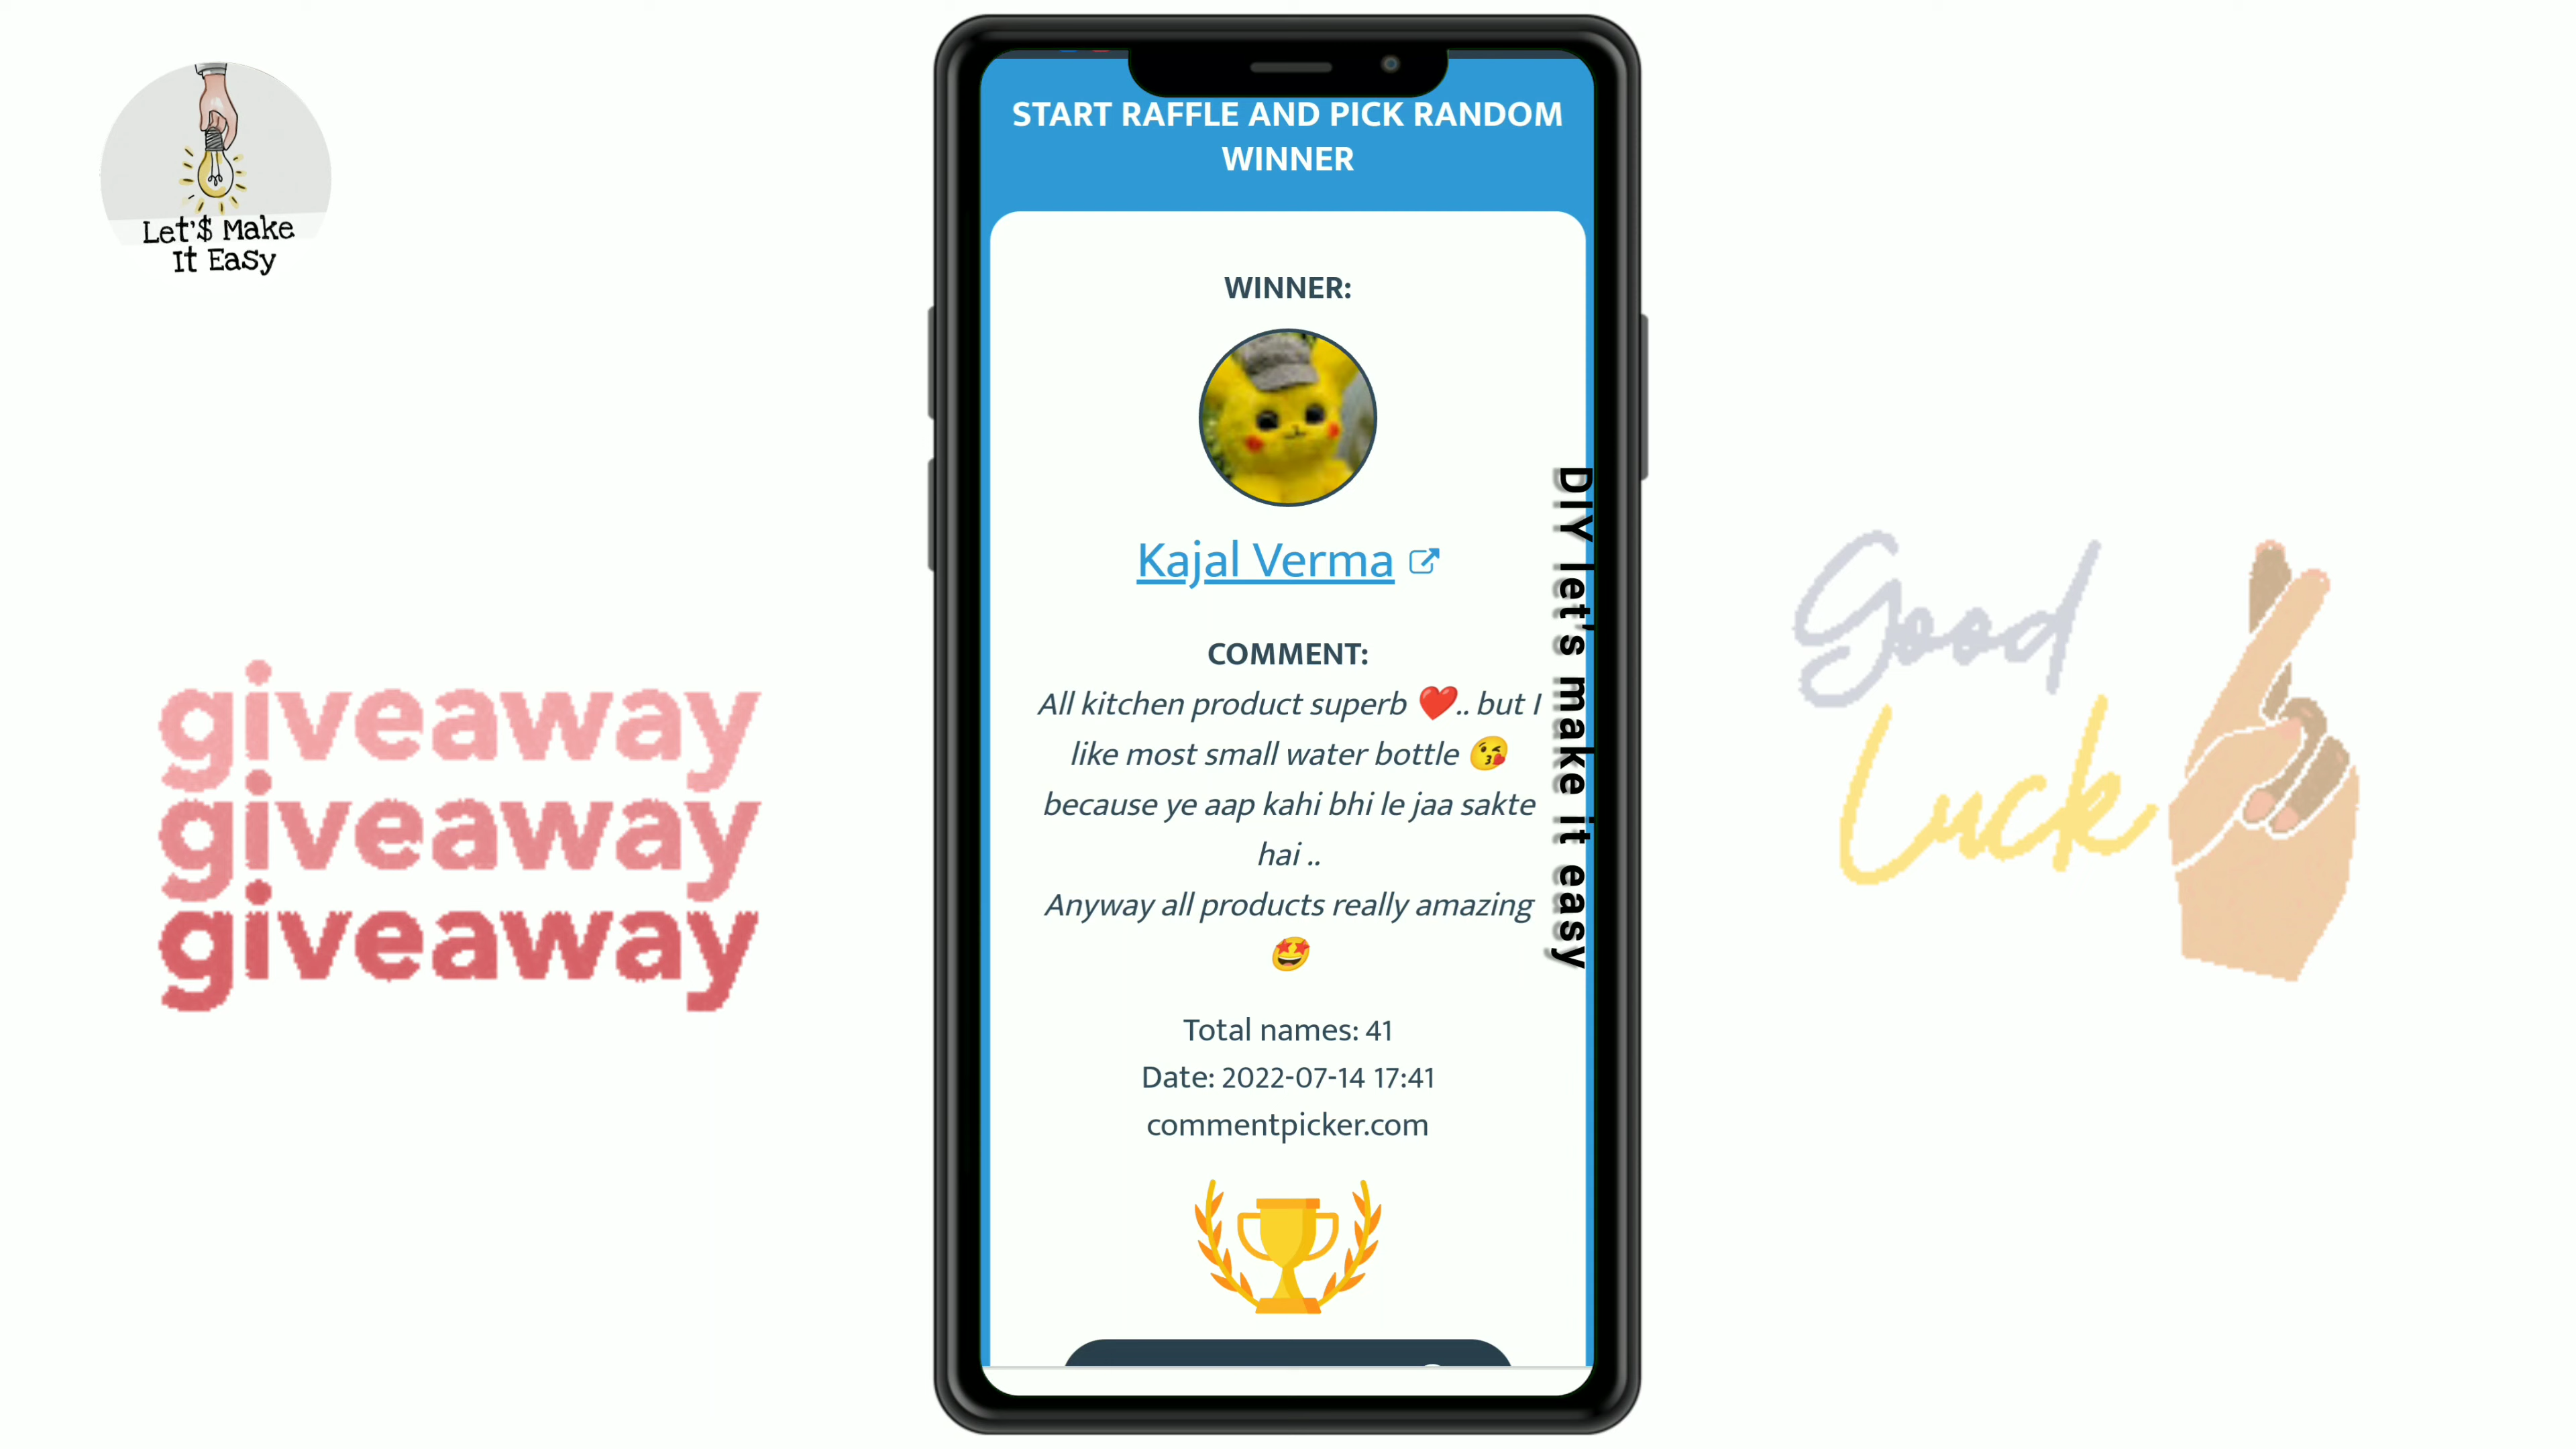 Let'$ Make
It Easy
START RAFFLE AND PICK RANDOM
WINNER
WINNER:
Kajal Verma
COMMENT:
All kitchen product superb ❤️.. but I
like most small water bottle 😘
because ye aap kahi bhi le jaa sakte
hai ..
Anyway all products really amazing
🤩
Total names: 41
Date: 2022-07-14 17:41
commentpicker.com
DIY let's make it easy
giveaway
giveaway
giveaway
Good
Luck